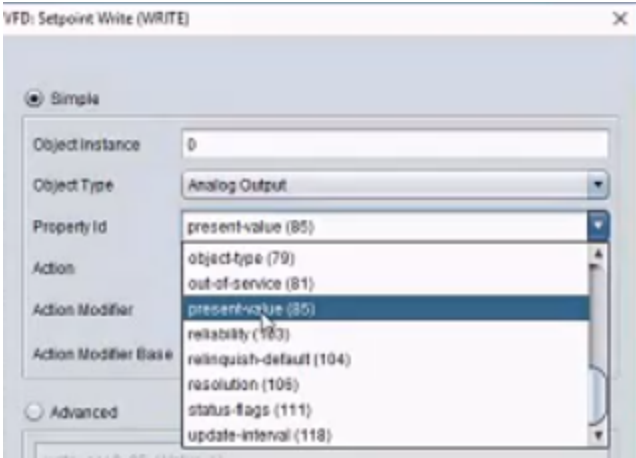 VFD: Setpoint Write (WRITE)
Simple
Object Instance 0
Object Type Analog Output
Property Id present-value (85)
object-type (79)
Action
out-of-service (81)
Action Modifier present-value (85)
reliability (103)
Action Modifier Base relinquish-default (104)
resolution (106)
Advanced status-flags (111)
update-interval (118)